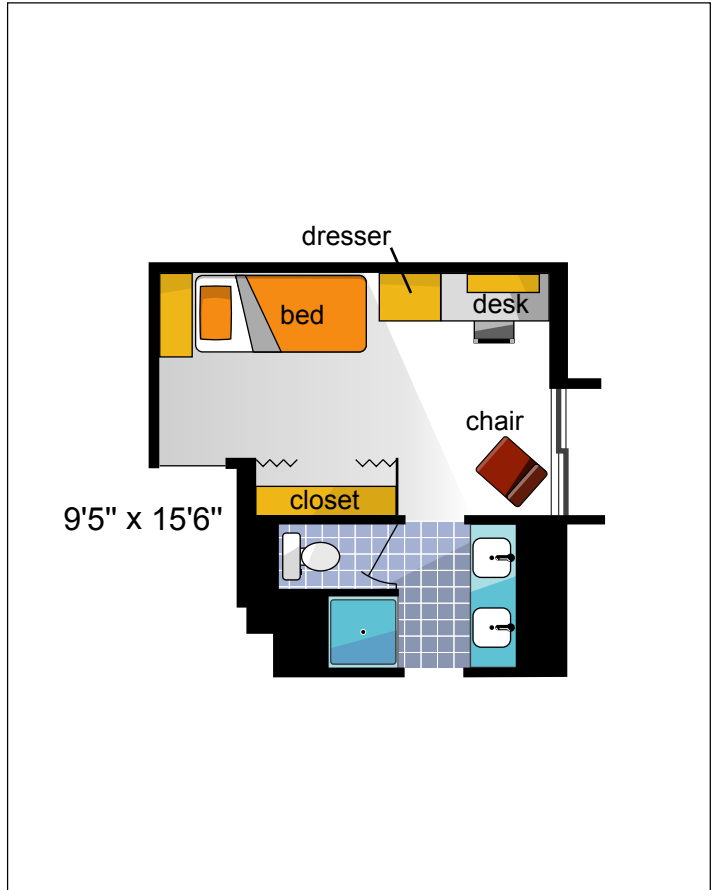 dresser
bed
desk
chair
closet
9'5" x 15'6"